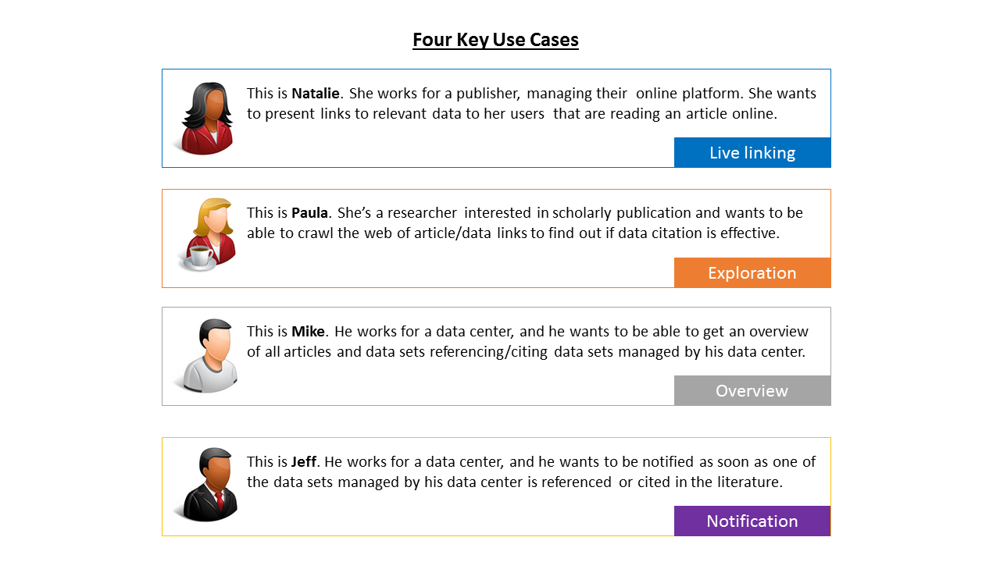 Four Key Use Cases
This is Natalie. She works for a publisher, managing their online platform. She wants
to present links to relevant data to her users that are reading an article online.
Live linking
This is Paula. She’s a researcher interested in scholarly publication and wants to be
able to crawl the web of article/data links to find out if data citation is effective.
Exploration
This is Mike. He works for a data center, and he wants to be able to get an overview
of all articles and data sets referencing/citing data sets managed by his data center.
Overview
This is Jeff. He works for a data center, and he wants to be notified as soon as one of
the data sets managed by his data center is referenced or cited in the literature.
Notification